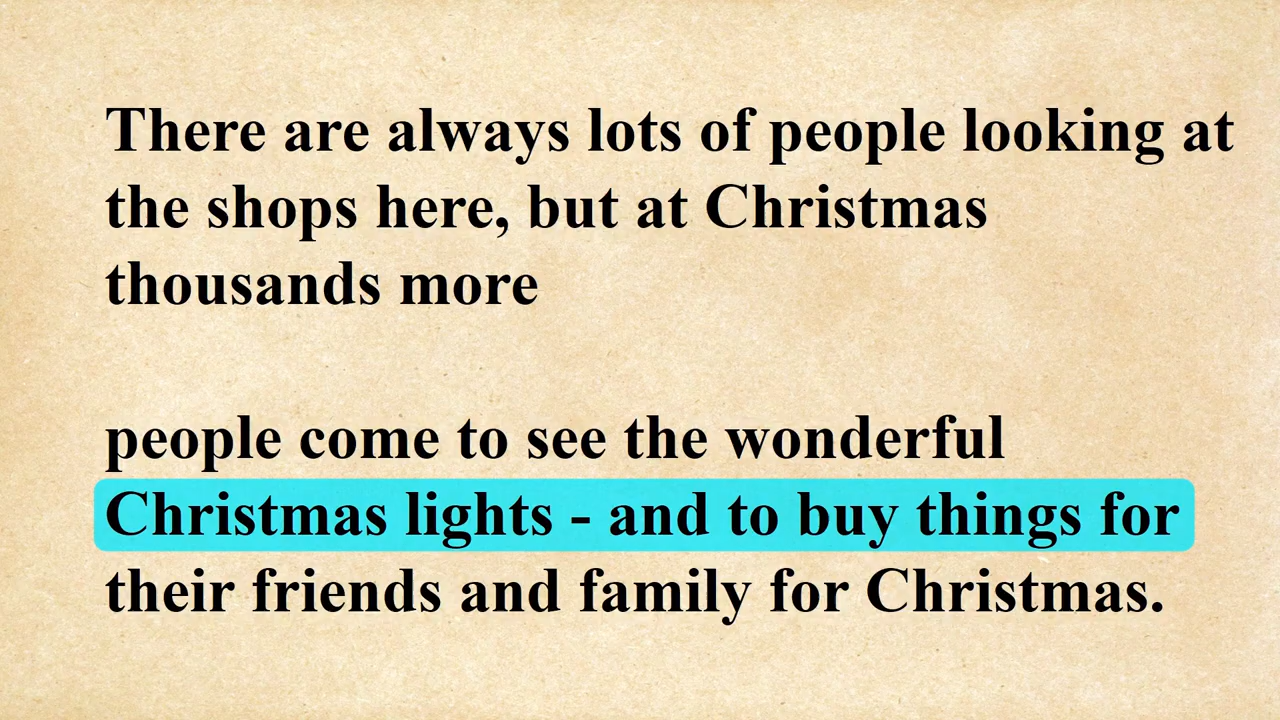 There are always lots of people looking at
the shops here, but at Christmas
thousands more
people come to see the wonderful
Christmas lights - and to buy things for
their friends and family for Christmas.